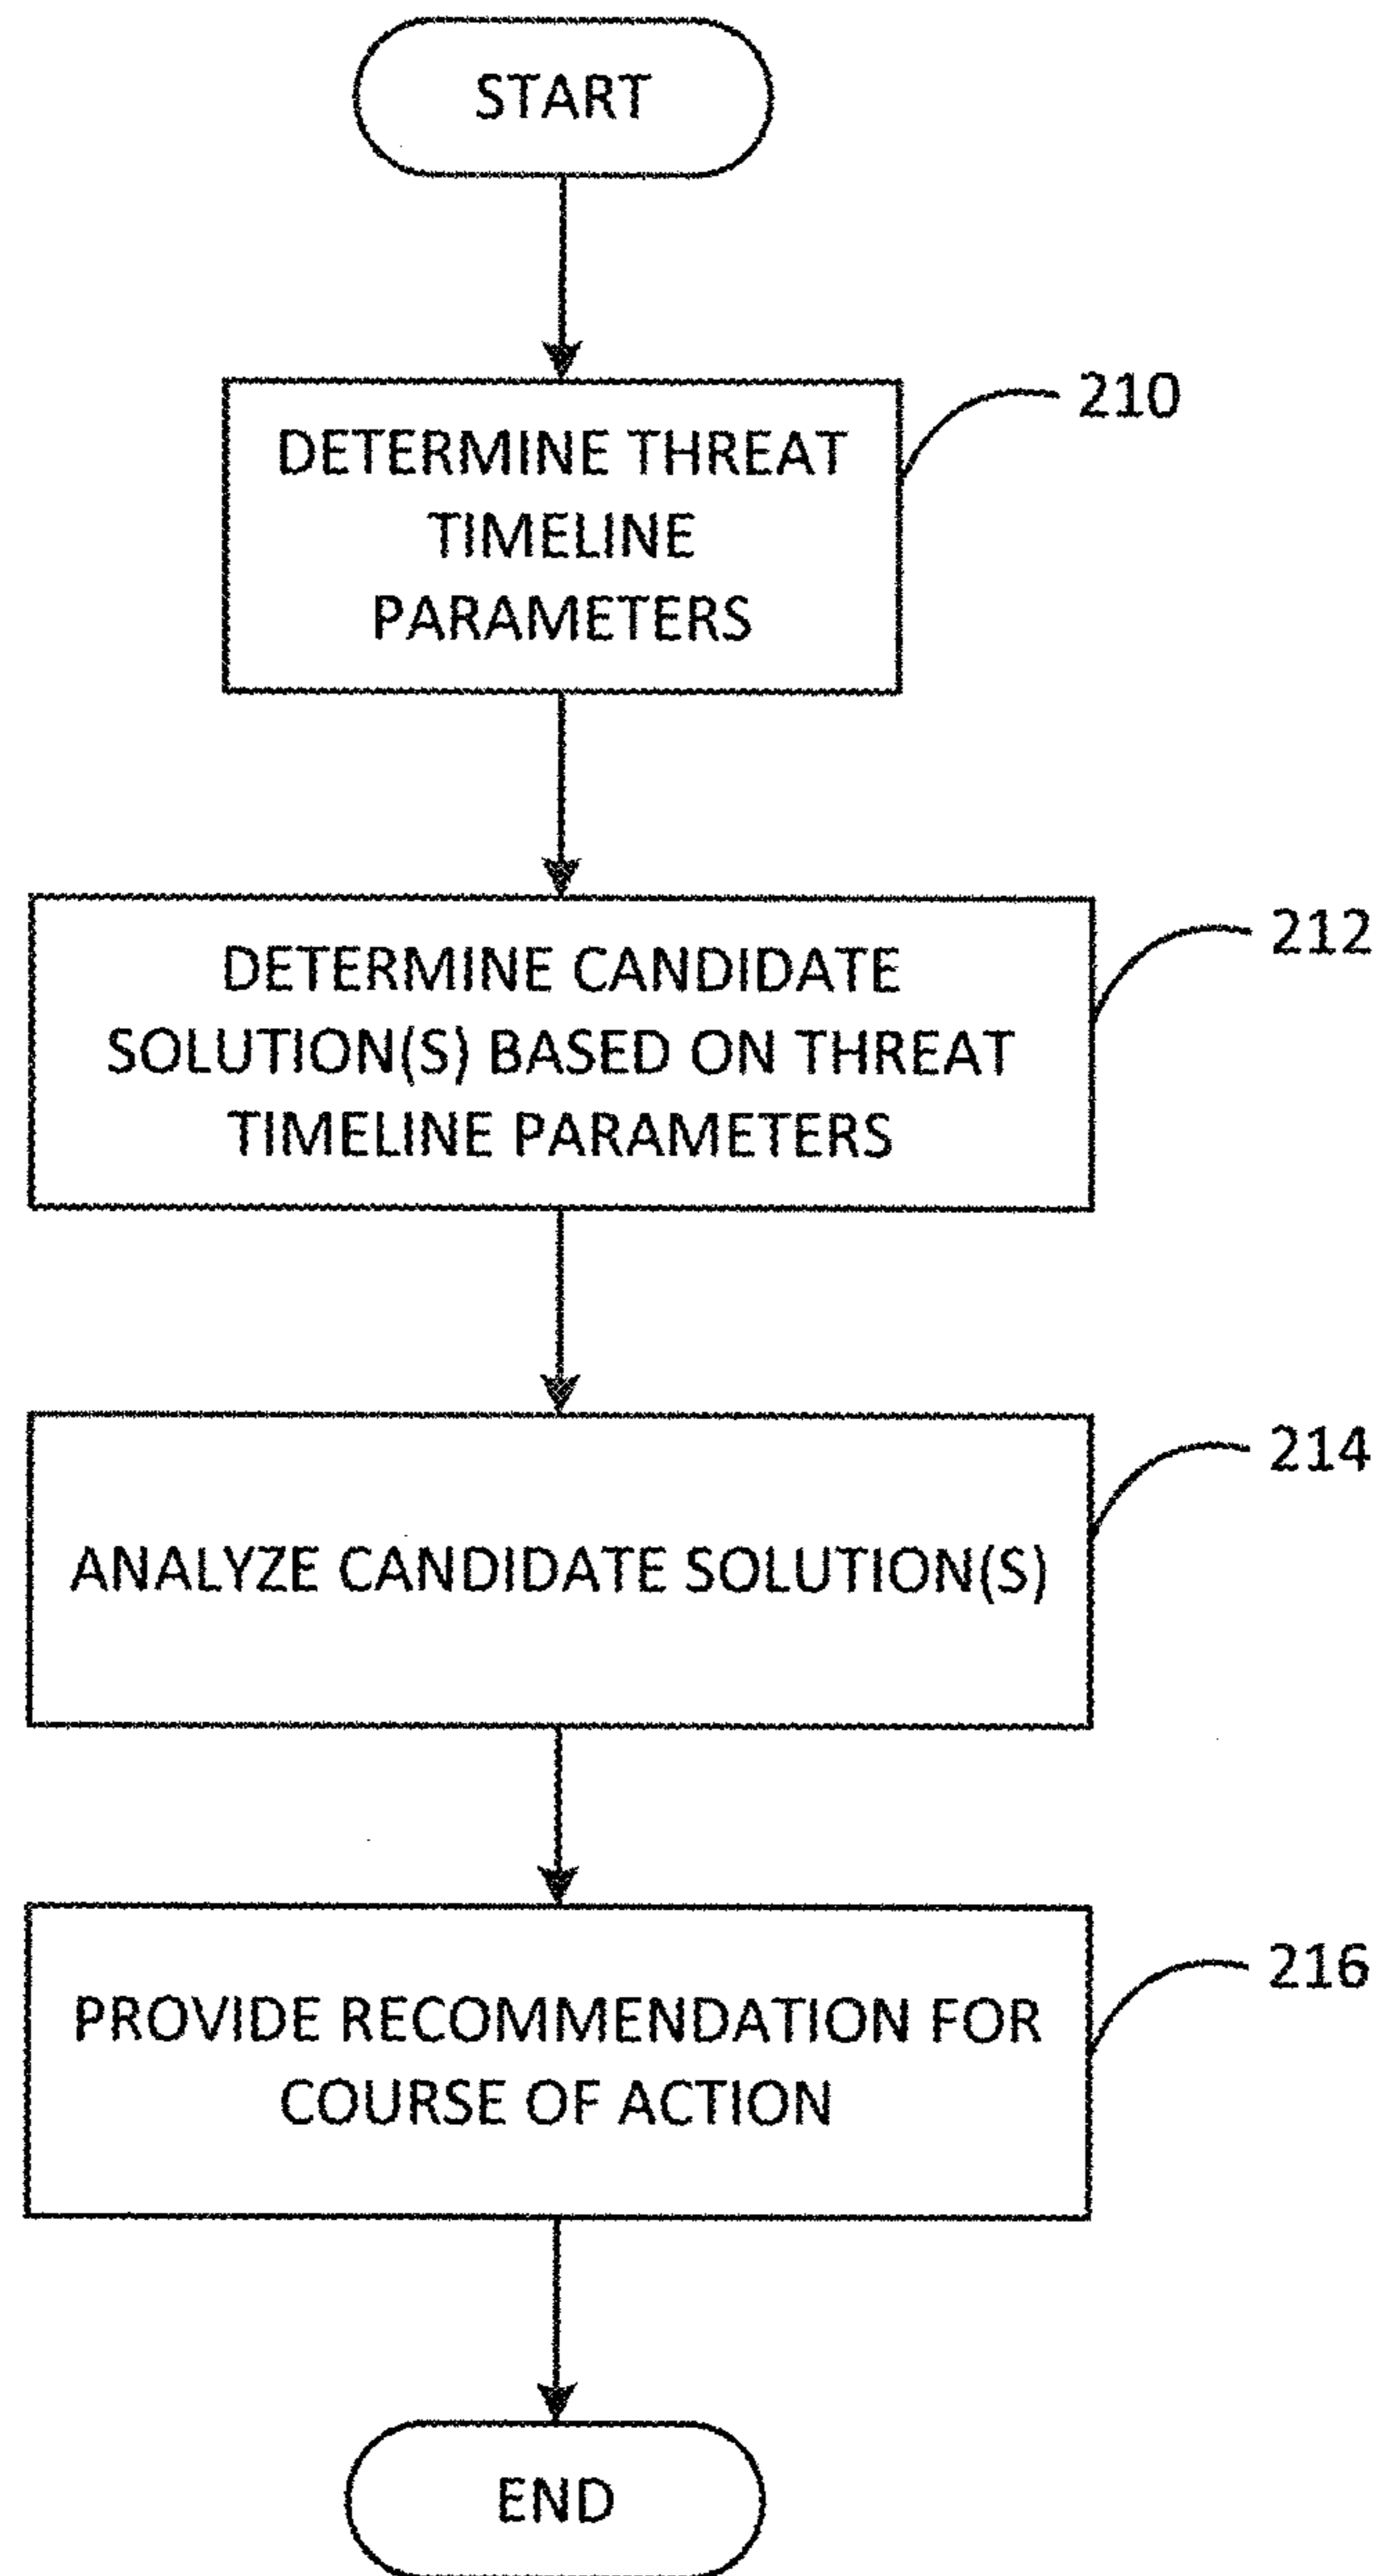 START
DETERMINE THREAT
TIMELINE
PARAMETERS
210
DETERMINE CANDIDATE
SOLUTION(S) BASED ON THREAT
TIMELINE PARAMETERS
212
ANALYZE CANDIDATE SOLUTION(S)
214
PROVIDE RECOMMENDATION FOR
COURSE OF ACTION
216
END